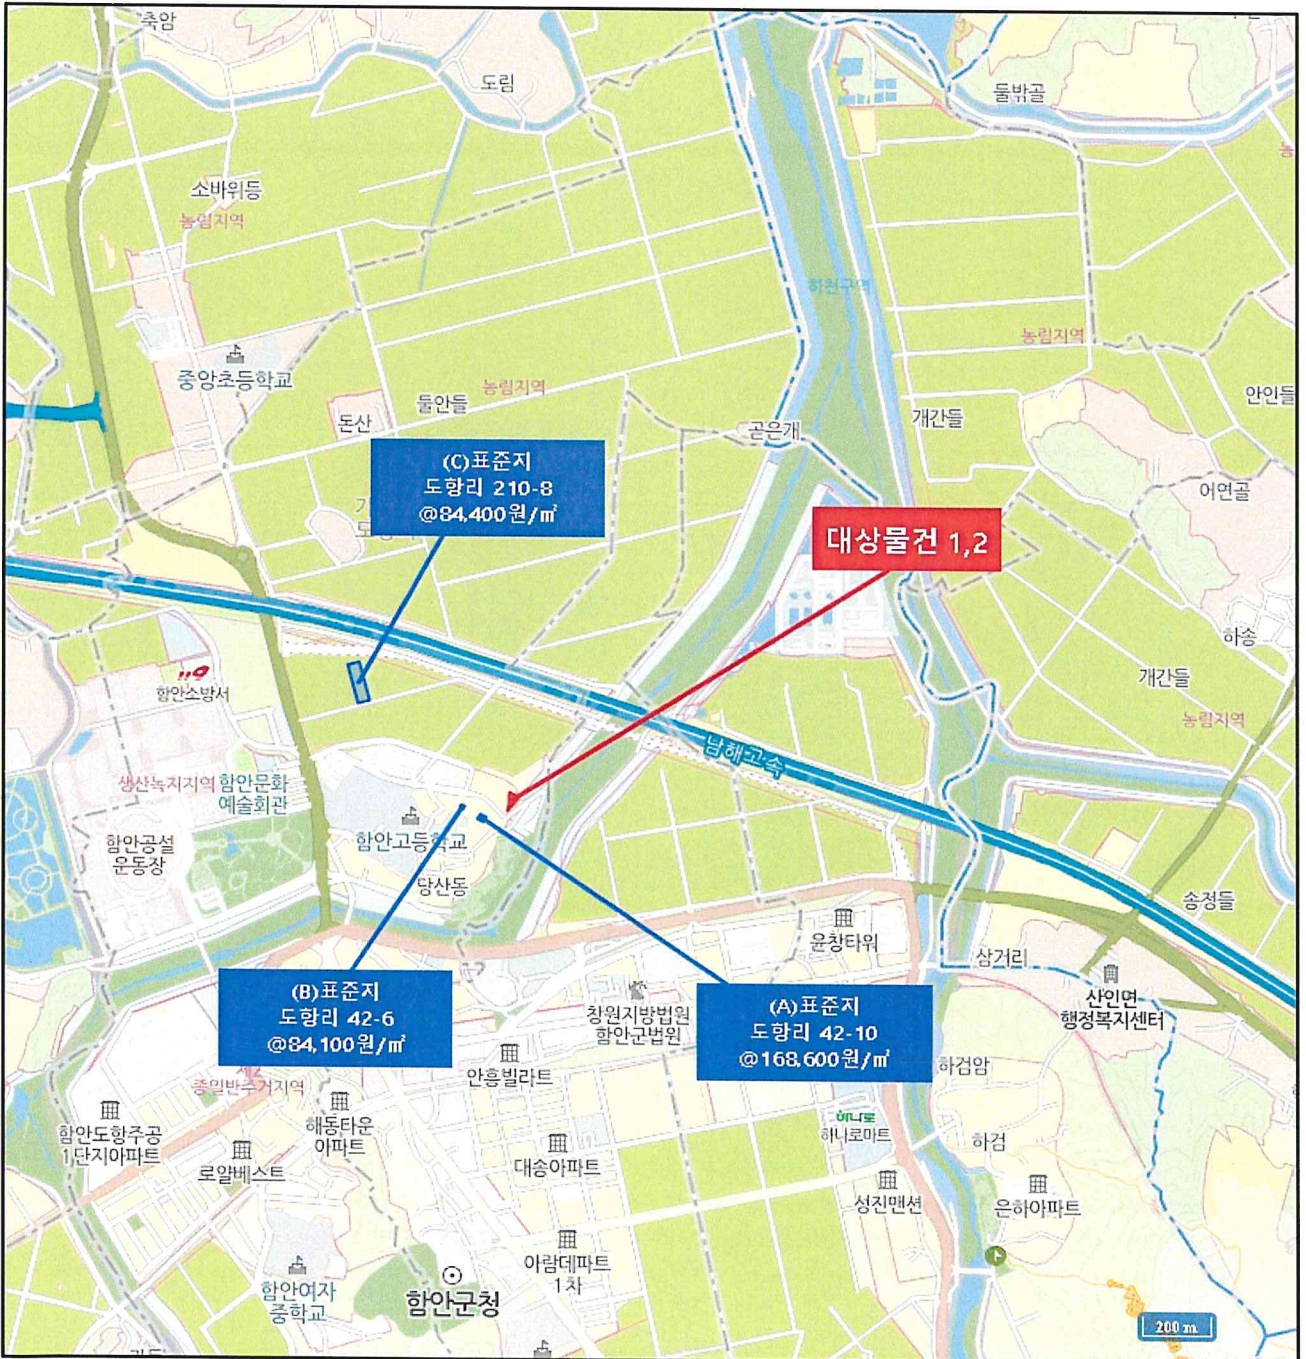 축암
도림
둘밖골
소바위등
농림지역
하천구역
농림지역
중앙초등학교
농림지역
둘안들
돈산
안인들
개간들
곧은개
(C)표준지
도항리 210-8
@84,400원/㎡
어연골
대상물건 1,2
하송
개간들
119
함안소방서
농림지역
남해고속
생산녹지지역
함안문화
예술회관
함안고등학교
함안공설
운동장
당산동
송정들
윤창타워
삼거리
(B)표준지
도항리 42-6
@84,100원/㎡
창원지방법원
함안군법원
(A)표준지
도항리 42-10
@168,600원/㎡
산인면
행정복지센터
안흥빌라트
하검암
종일반주거지역
해동타운
아파트
함안도항주공
1단지아파트
로얄베스트
하나로
하나로마트
하검
대송아파트
성진맨션
은하아파트
아람데파트
1차
함안여자
중학교
함안군청
200 m